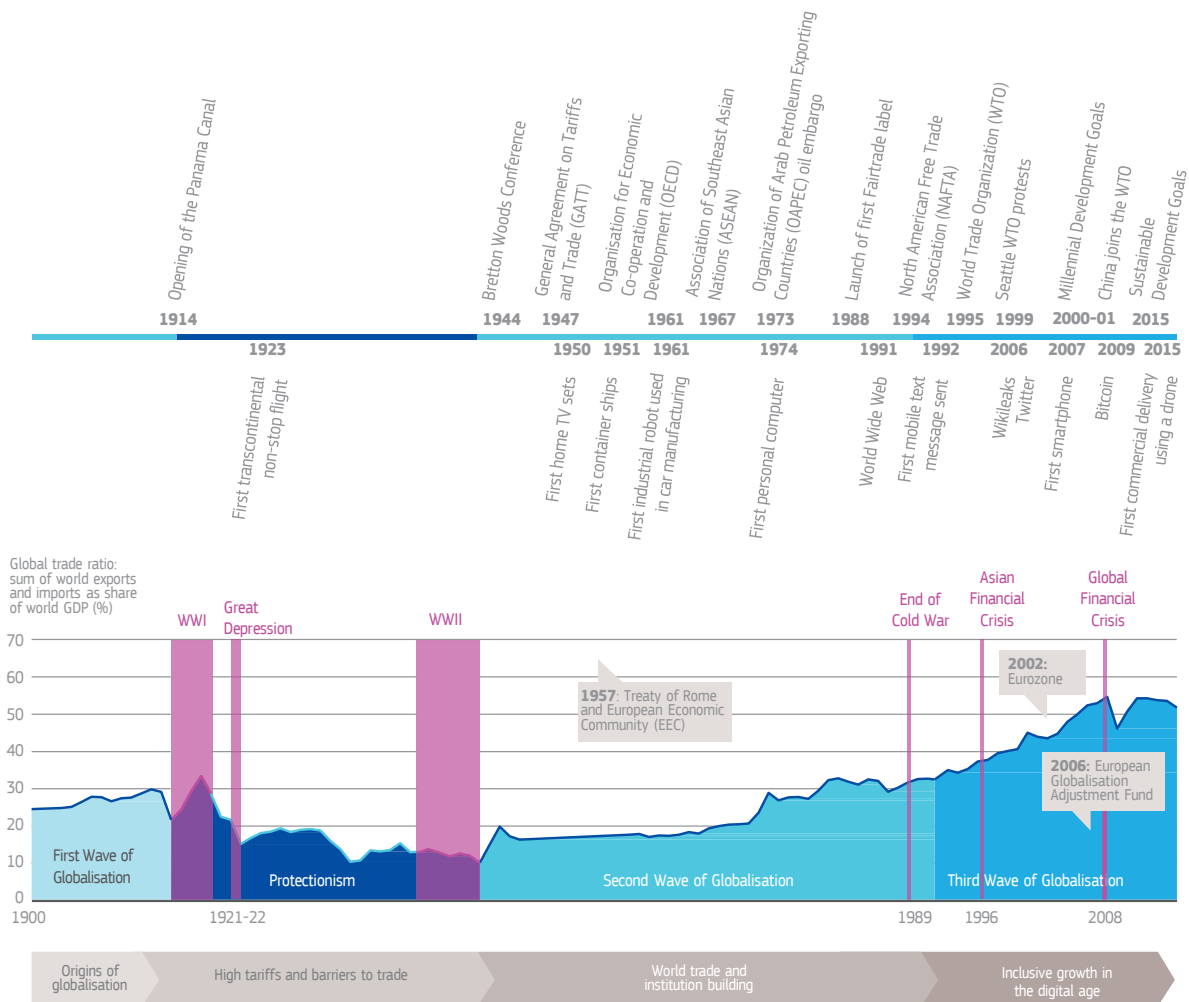 Opening of the Panama Canal
Bretton Woods Conference
General Agreement on Tariffs
and Trade (GATT)
Organisation for Economic
Co-operation and
Development (OECD)
Association of Southeast Asian
Nations (ASEAN)
Organization of Arab Petroleum Exporting
Countries (OAPEC) oil embargo
Launch of first Fairtrade label
North American Free Trade
Association (NAFTA)
World Trade Organization (WTO)
Seattle WTO protests
Millennial Development Goals
China joins the WTO
Sustainable
Development Goals
1914
1944
1947
1961
1967
1973
1988
1994
1995
1999
2000-01
2015
1923
1950
1951
1961
1974
1991
1992
2006
2007
2009
2015
First transcontinental
non-stop flight
First home TV sets
First container ships
First industrial robot used
in car manufacturing
First personal computer
World Wide Web
First mobile text
message sent
Wikileaks
Twitter
First smartphone
Bitcoin
First commercial delivery
using a drone
Global trade ratio:
sum of world exports
and imports as share
of world GDP (%)
WWI
Great
Depression
WWII
End of
Cold War
Asian
Financial
Crisis
Global
Financial
Crisis
70
60
50
40
30
20
10
0
1957: Treaty of Rome
and European Economic
Community (EEC)
2002:
Eurozone
2006: European
Globalisation
Adjustment Fund
First Wave of
Globalisation
Protectionism
Second Wave of Globalisation
Third Wave of Globalisation
1900
1921-22
1989
1996
2008
Origins of
globalisation
High tariffs and barriers to trade
World trade and
institution building
Inclusive growth in
the digital age